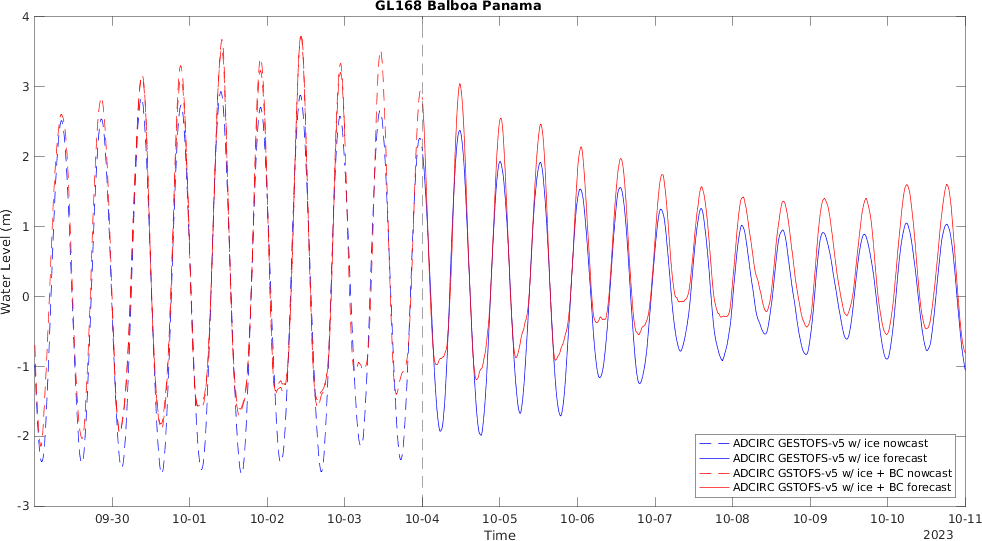 GL168 Balboa Panama
4
3
2
1
0
-1
-2
-3
Water Level (m)
ADCIRC GESTOFS-v5 w/ ice nowcast
ADCIRC GESTOFS-v5 w/ ice forecast
ADCIRC GSTOFS-v5 w/ ice + BC nowcast
ADCIRC GSTOFS-v5 w/ ice + BC forecast
09-30 10-01 10-02 10-03 10-04 10-05 10-06 10-07 10-08 10-09 10-10 10-11
Time
2023